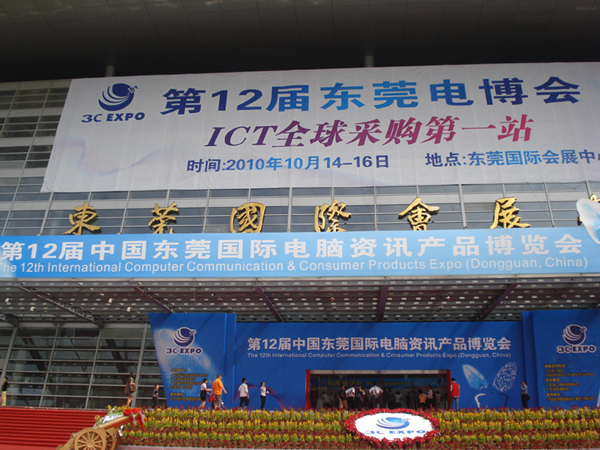 3C EXPO
第12届东莞电博会
ICT全球采购第一站
时间:2010年10月14-16日 地点:东莞国际会展中
東莞國際會展
第12届中国东莞国际电脑资讯产品博览会
The 12th International Computer Communication & Consumer Products Expo (Dongguan, China)
3C EXPO
第12届中国东莞国际电脑资讯产品博览会
The 12th International Computer Communication & Consumer Products Expo (Dongguan, China)
3C EXPO
3C EXPO